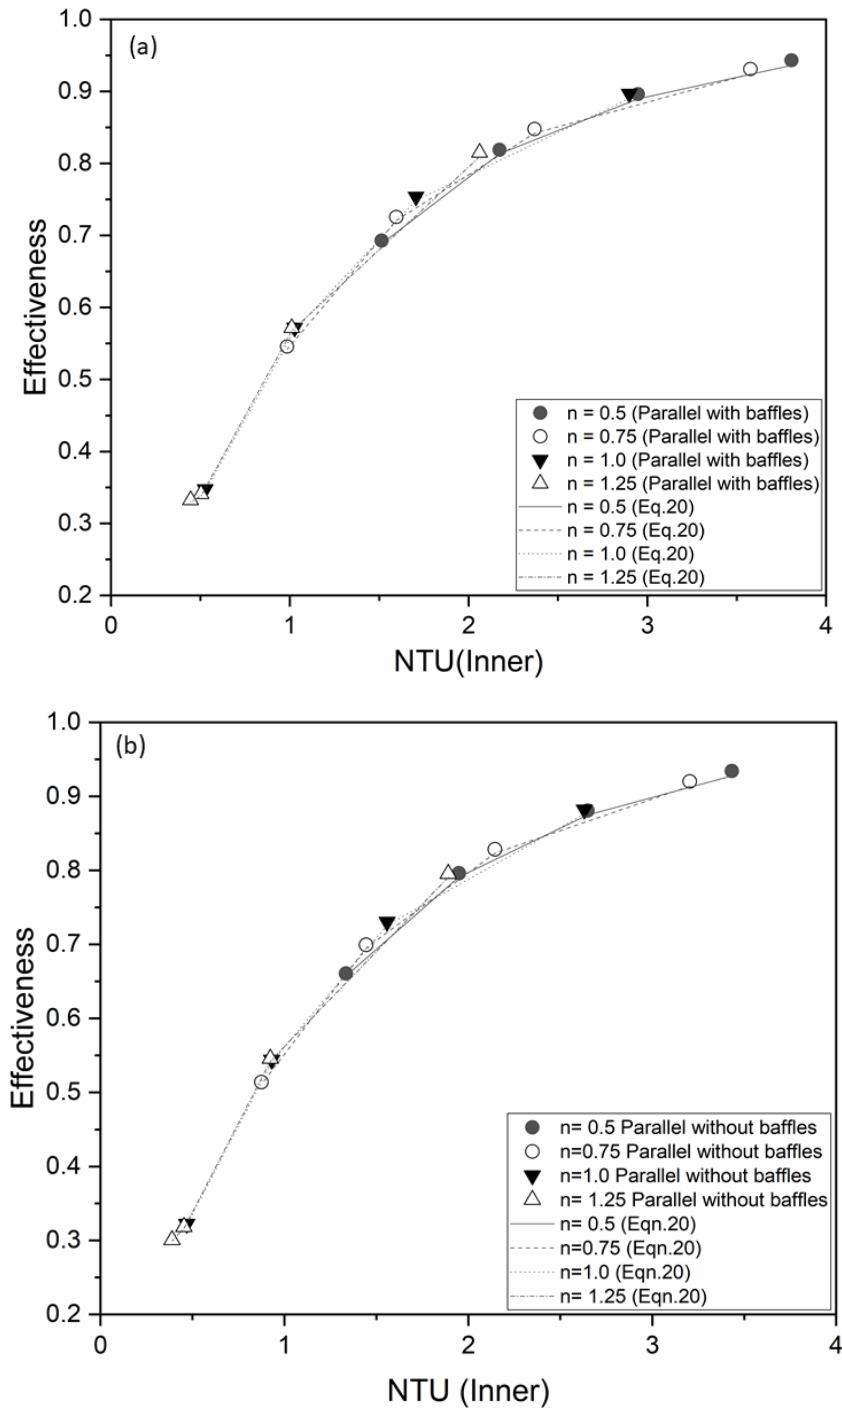 (a)
1.0
0.9
0.8
0.7
0.6
0.5
0.4
0.3
0.2
Effectiveness
n = 0.5 (Parallel with baffles)
n = 0.75 (Parallel with baffles)
n = 1.0 (Parallel with baffles)
n = 1.25 (Parallel with baffles)
n = 0.5 (Eq.20)
n = 0.75 (Eq.20)
n = 1.0 (Eq.20)
n = 1.25 (Eq.20)
0 1 2 3 4
NTU(Inner)
(b)
1.0
0.9
0.8
0.7
0.6
0.5
0.4
0.3
0.2
Effectiveness
n= 0.5 Parallel without baffles
n=0.75 Parallel without baffles
n=1.0 Parallel without baffles
n= 1.25 Parallel without baffles
n= 0.5 (Eqn.20)
n=0.75 (Eqn.20)
n=1.0 (Eqn.20)
n= 1.25 (Eqn.20)
0 1 2 3 4
NTU (Inner)